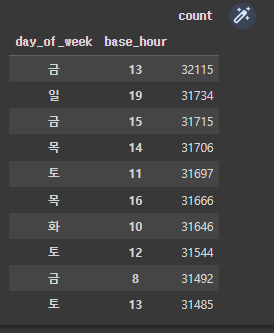 count
day_of_week base_hour
금 13 32115
일 19 31734
금 15 31715
목 14 31706
토 11 31697
목 16 31666
화 10 31646
토 12 31544
금 8 31492
토 13 31485